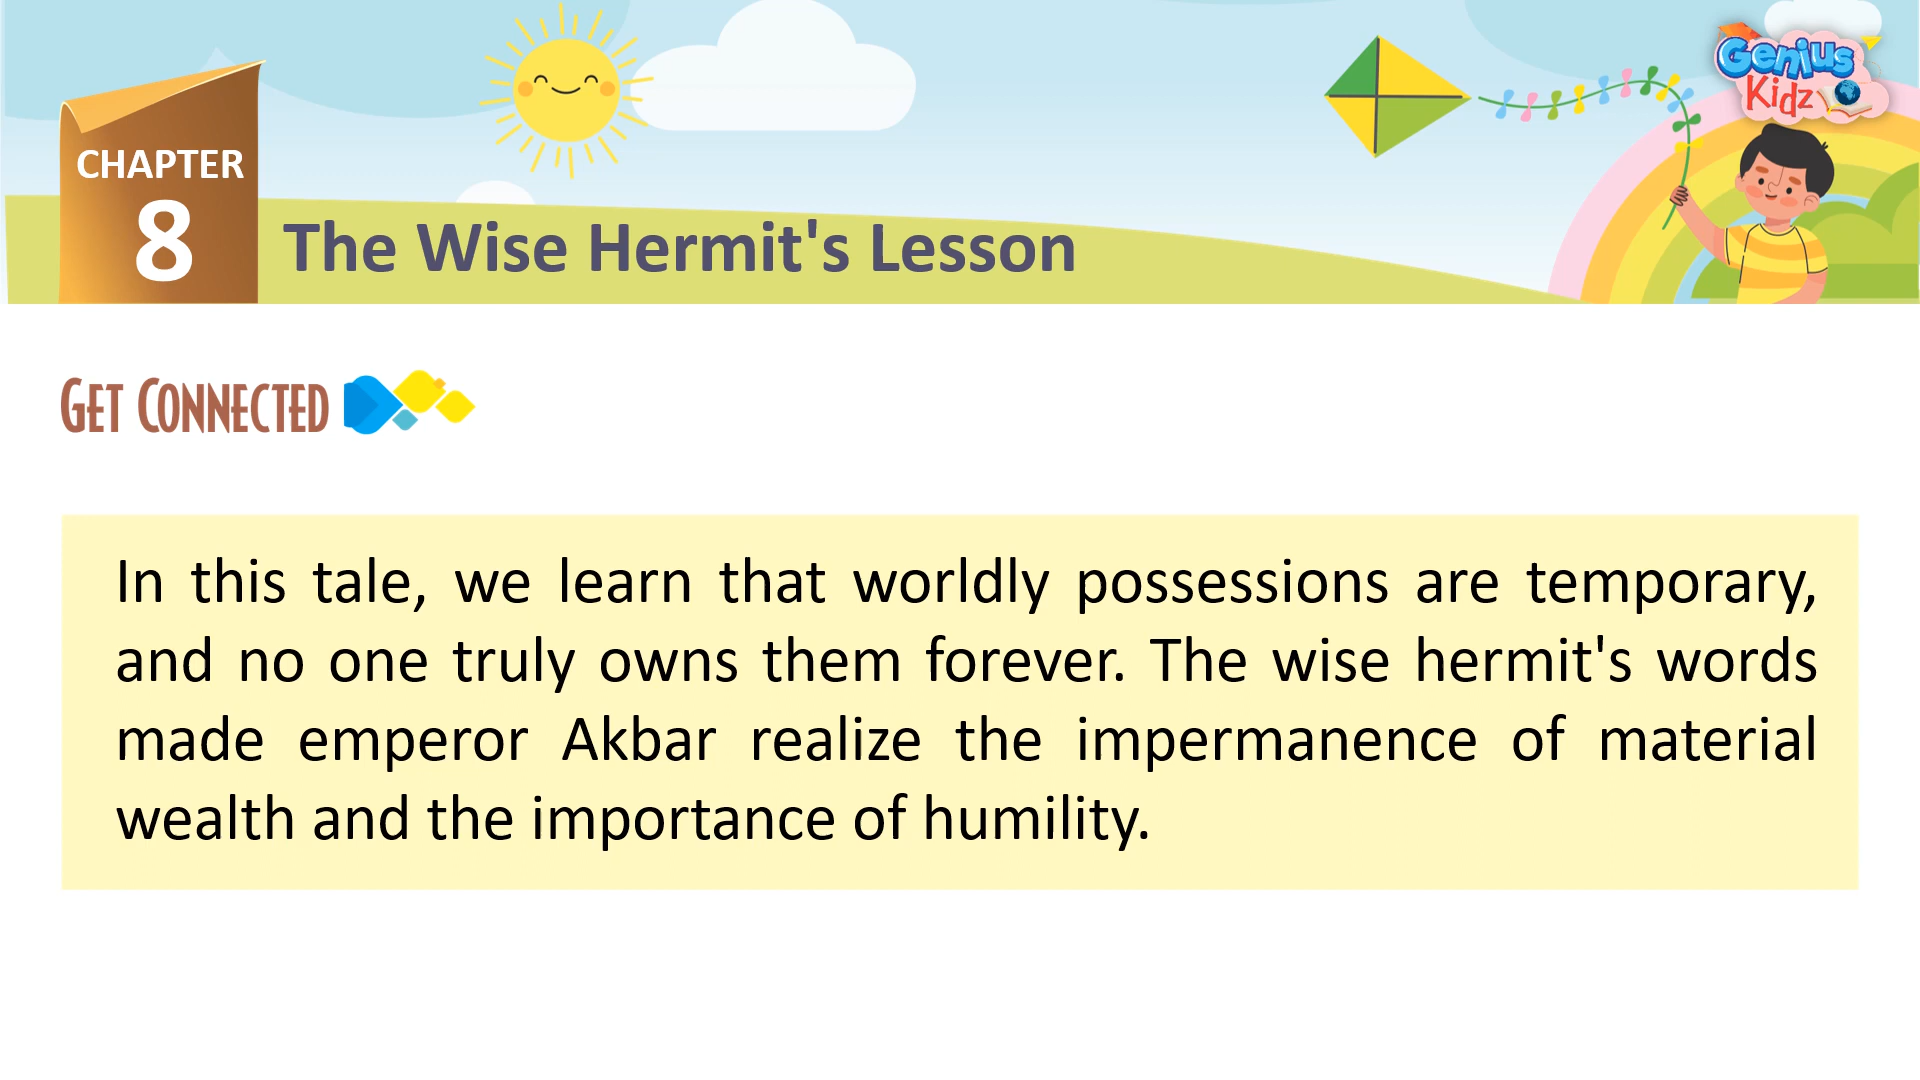 Genius
Kidz
CHAPTER
8
The Wise Hermit's Lesson
GET CONNECTED
In this tale, we learn that worldly possessions are temporary,
and no one truly owns them forever. The wise hermit's words
made emperor Akbar realize the impermanence of material
wealth and the importance of humility.